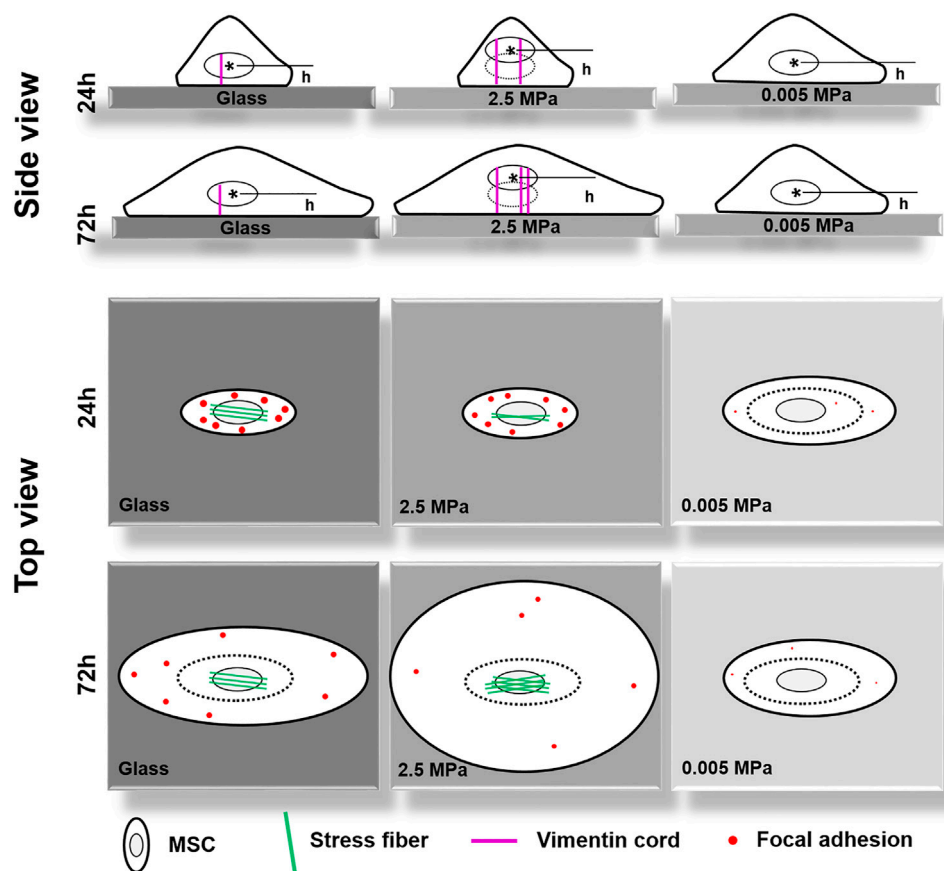 Side view
24h
*
h
Glass
*
h
2.5 MPa
*
h
0.005 MPa
72h
*
h
Glass
*
h
2.5 MPa
*
h
0.005 MPa
Top view
24h
Glass
2.5 MPa
0.005 MPa
72h
Glass
2.5 MPa
0.005 MPa
MSC
Stress fiber
Vimentin cord
Focal adhesion